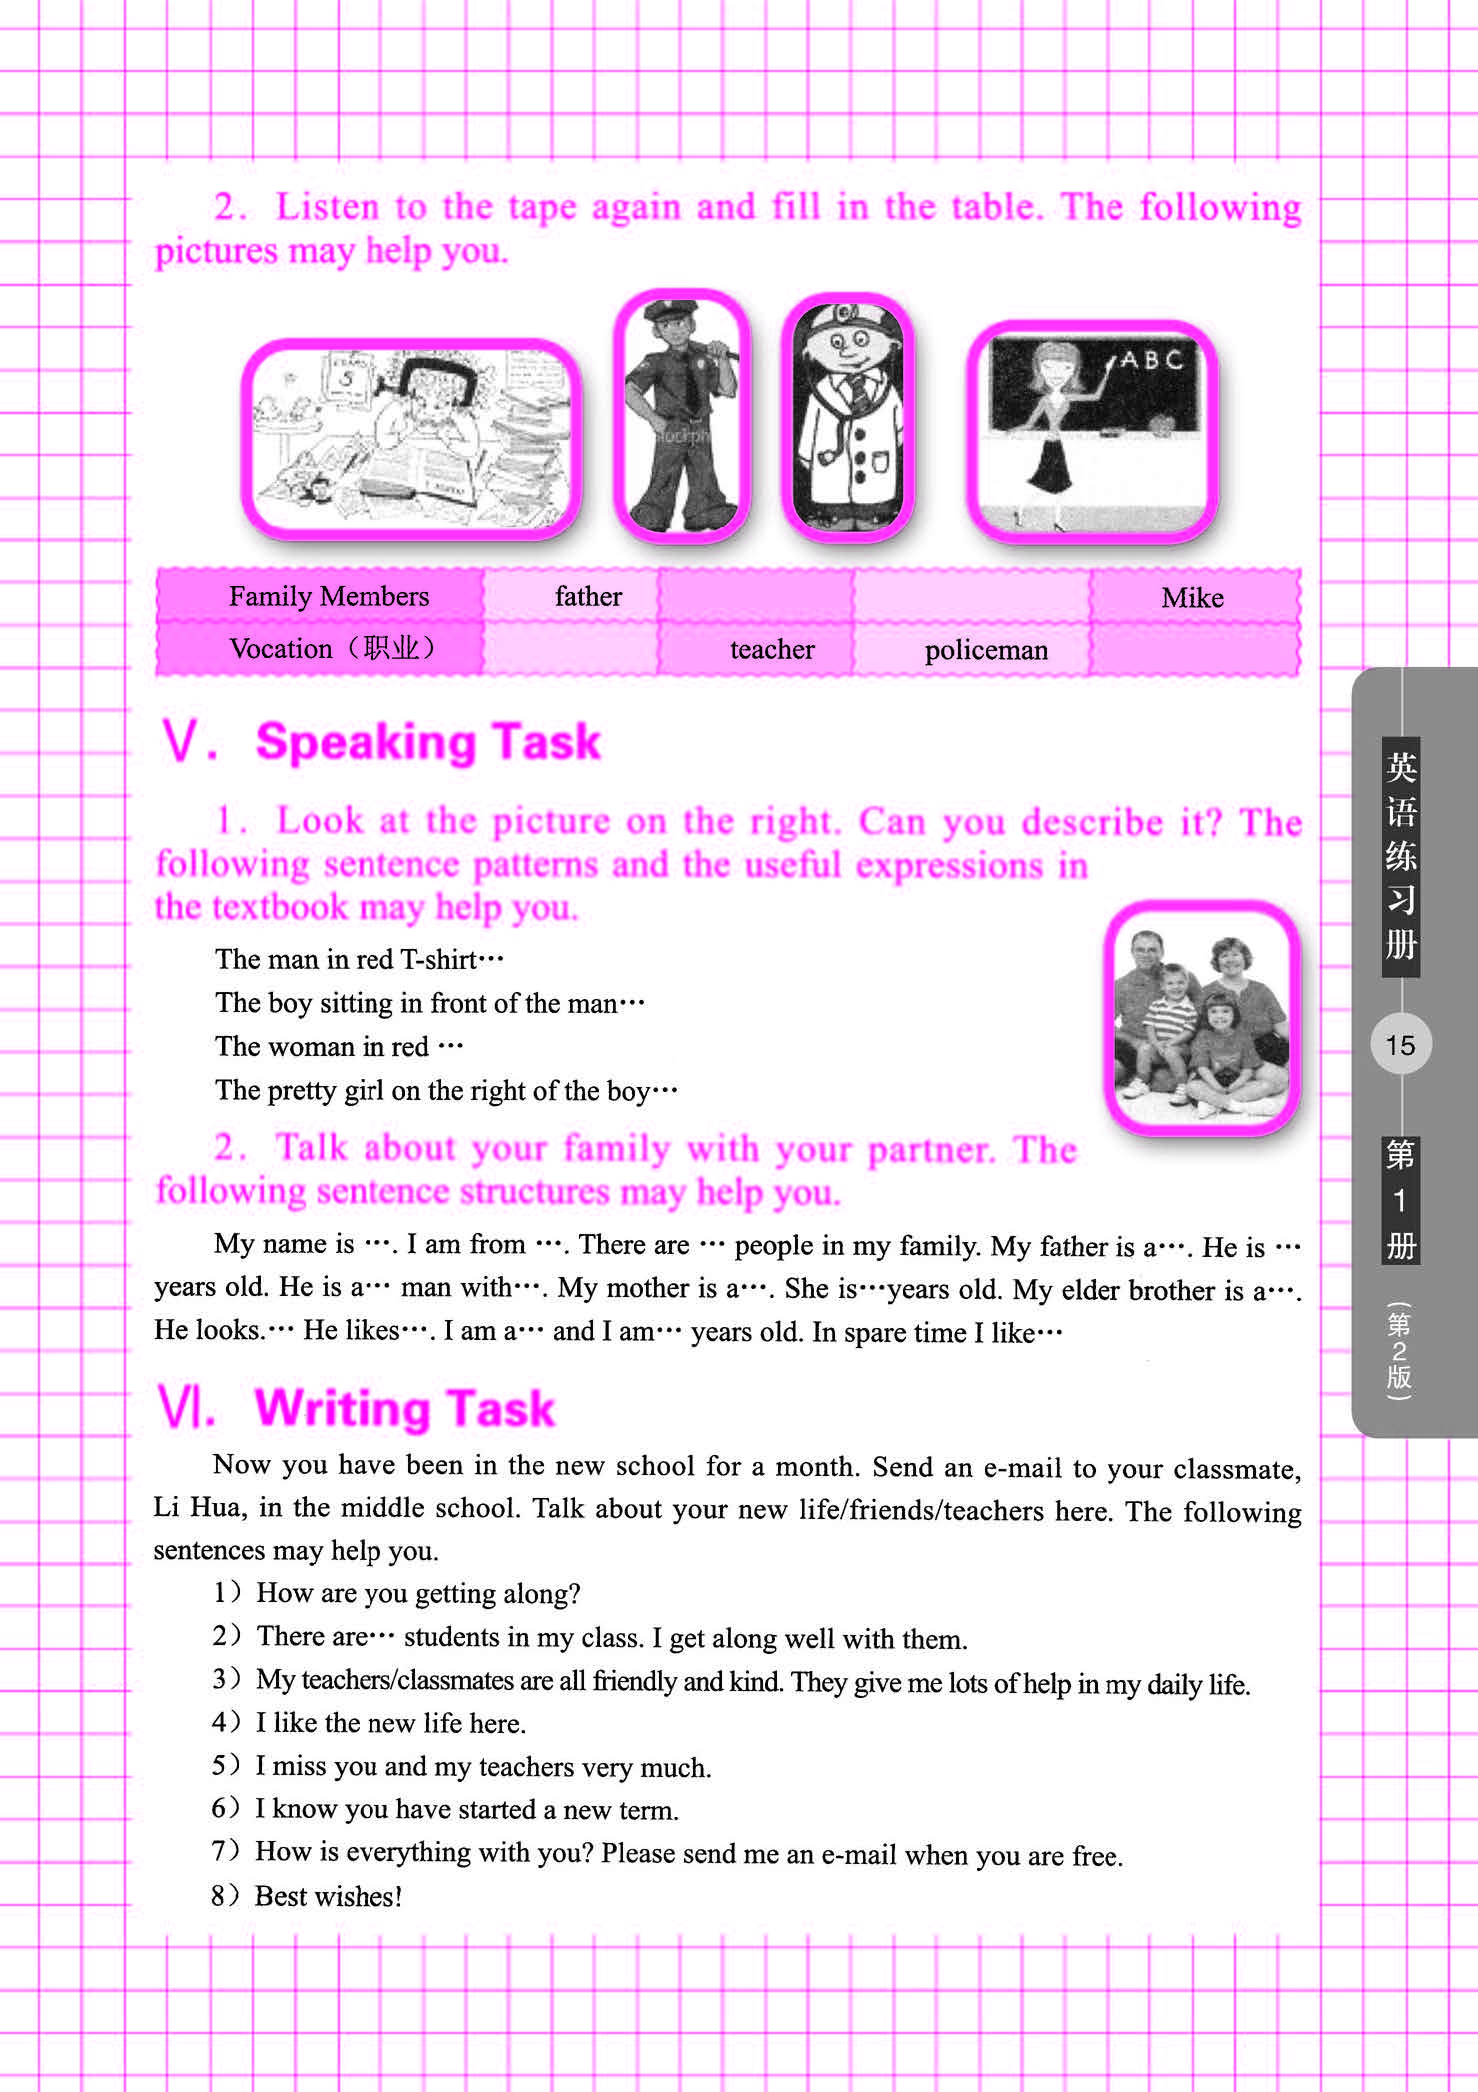 2. Listen to the tape again and fill in the table. The following
pictures may help you.
5
ABC
Family Members father Mike
Vocation（职业） teacher policeman
Ⅴ. Speaking Task
1. Look at the picture on the right. Can you describe it? The
following sentence patterns and the useful expressions in
the textbook may help you.
The man in red T-shirt…
The boy sitting in front of the man…
The woman in red …
The pretty girl on the right of the boy…
2. Talk about your family with your partner. The
following sentence structures may help you.
My name is …. I am from …. There are … people in my family. My father is a…. He is …
years old. He is a… man with…. My mother is a…. She is…years old. My elder brother is a….
He looks.… He likes…. I am a… and I am… years old. In spare time I like…
Ⅵ. Writing Task
Now you have been in the new school for a month. Send an e-mail to your classmate,
Li Hua, in the middle school. Talk about your new life/friends/teachers here. The following
sentences may help you.
1）How are you getting along?
2）There are… students in my class. I get along well with them.
3）My teachers/classmates are all friendly and kind. They give me lots of help in my daily life.
4）I like the new life here.
5）I miss you and my teachers very much.
6）I know you have started a new term.
7）How is everything with you? Please send me an e-mail when you are free.
8）Best wishes!
英语练习册
15
第1册
（第2版）